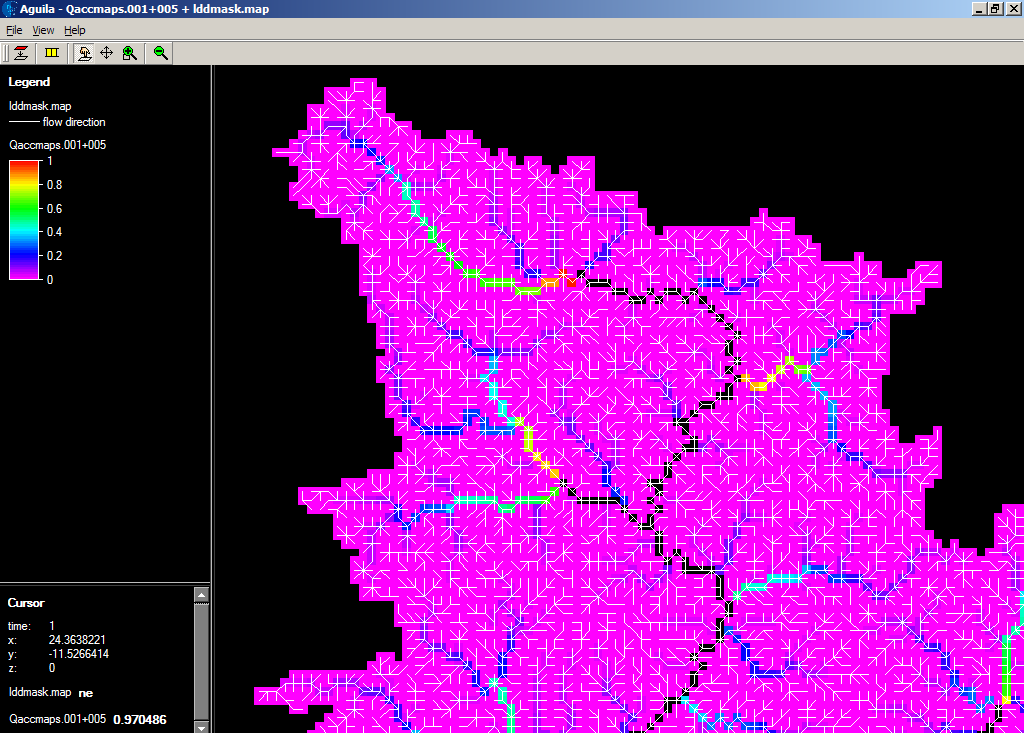 Aguila - Qaccmaps.001+005 + lddmask.map
File View Help
Legend
lddmask.map
flow direction
Qaccmaps.001+005
1
0.8
0.6
0.4
0.2
0
Cursor
time: 1
x: 24.3638221
y: -11.5266414
z: 0
lddmask.map ne
Qaccmaps.001+005 0.970486